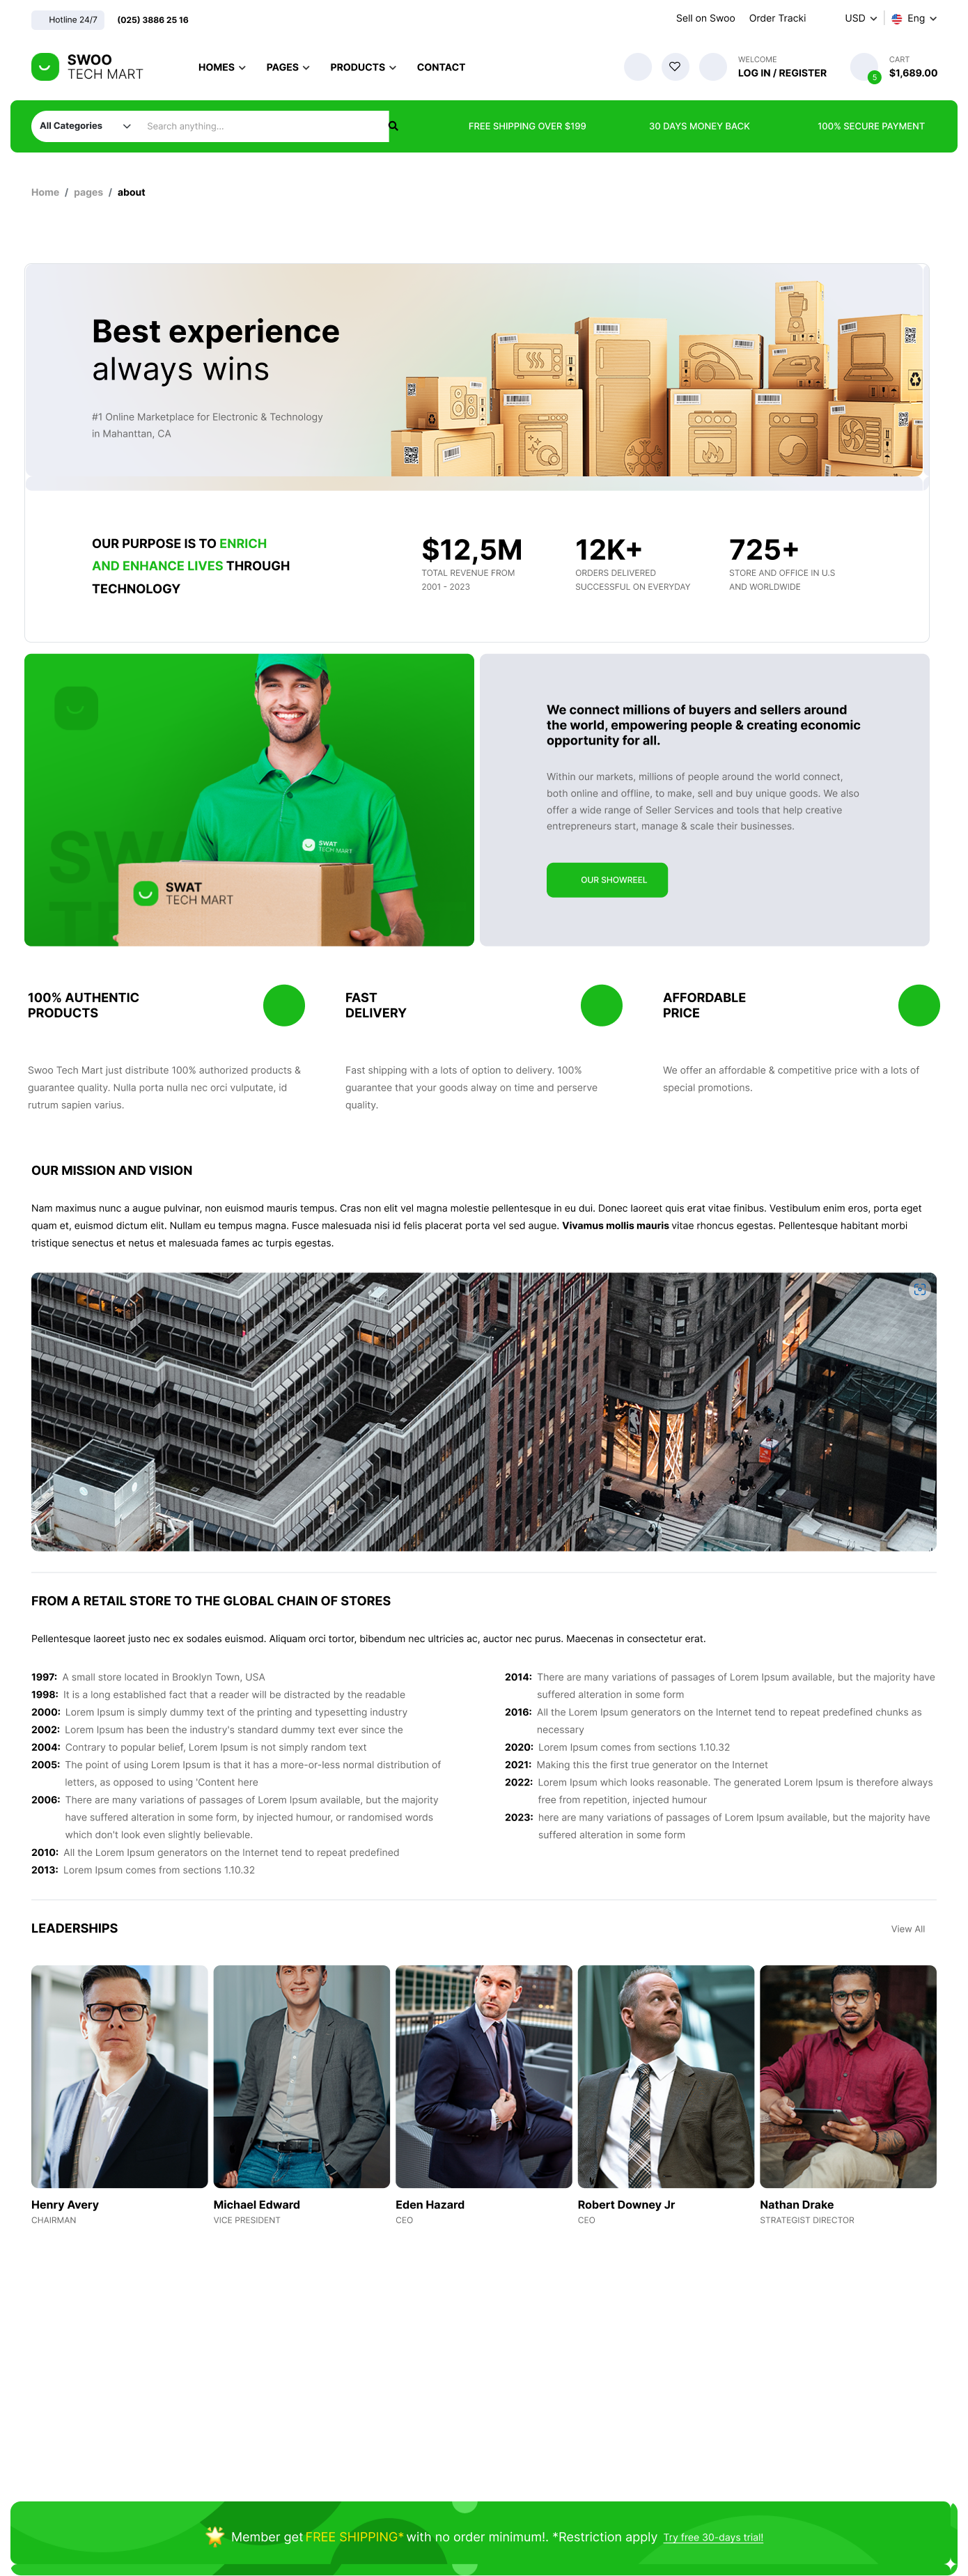 Hotline 24/7
(025) 3886 25 16
Sell on Swoo
Order Tracki
USD
Eng
SWOO
TECH MART
HOMES
PAGES
PRODUCTS
CONTACT
WELCOME
LOG IN / REGISTER
5
CART
$1,689.00
All Categories
Search anything...
FREE SHIPPING OVER $199
30 DAYS MONEY BACK
100% SECURE PAYMENT
Home / pages / about
Best experience
always wins
#1 Online Marketplace for Electronic & Technology
in Mahanttan, CA
OUR PURPOSE IS TO ENRICH
AND ENHANCE LIVES THROUGH
TECHNOLOGY
$12,5M
TOTAL REVENUE FROM
2001 - 2023
12K+
ORDERS DELIVERED
SUCCESSFUL ON EVERYDAY
725+
STORE AND OFFICE IN U.S
AND WORLDWIDE
SWAT
TECH MART
SWAT
TECH MART
We connect millions of buyers and sellers around
the world, empowering people & creating economic
opportunity for all.
Within our markets, millions of people around the world connect,
both online and offline, to make, sell and buy unique goods. We also
offer a wide range of Seller Services and tools that help creative
entrepreneurs start, manage & scale their businesses.
OUR SHOWREEL
100% AUTHENTIC
PRODUCTS
Swoo Tech Mart just distribute 100% authorized products &
guarantee quality. Nulla porta nulla nec orci vulputate, id
rutrum sapien varius.
FAST
DELIVERY
Fast shipping with a lots of option to delivery. 100%
guarantee that your goods alway on time and perserve
quality.
AFFORDABLE
PRICE
We offer an affordable & competitive price with a lots of
special promotions.
OUR MISSION AND VISION
Nam maximus nunc a augue pulvinar, non euismod mauris tempus. Cras non elit vel magna molestie pellentesque in eu dui. Donec laoreet quis erat vitae finibus. Vestibulum enim eros, porta eget
quam et, euismod dictum elit. Nullam eu tempus magna. Fusce malesuada nisi id felis placerat porta vel sed augue. Vivamus mollis mauris vitae rhoncus egestas. Pellentesque habitant morbi
tristique senectus et netus et malesuada fames ac turpis egestas.
FROM A RETAIL STORE TO THE GLOBAL CHAIN OF STORES
Pellentesque laoreet justo nec ex sodales euismod. Aliquam orci tortor, bibendum nec ultricies ac, auctor nec purus. Maecenas in consectetur erat.
1997: A small store located in Brooklyn Town, USA
1998: It is a long established fact that a reader will be distracted by the readable
2000: Lorem Ipsum is simply dummy text of the printing and typesetting industry
2002: Lorem Ipsum has been the industry's standard dummy text ever since the
2004: Contrary to popular belief, Lorem Ipsum is not simply random text
2005: The point of using Lorem Ipsum is that it has a more-or-less normal distribution of
letters, as opposed to using 'Content here
2006: There are many variations of passages of Lorem Ipsum available, but the majority
have suffered alteration in some form, by injected humour, or randomised words
which don't look even slightly believable.
2010: All the Lorem Ipsum generators on the Internet tend to repeat predefined
2013: Lorem Ipsum comes from sections 1.10.32
2014: There are many variations of passages of Lorem Ipsum available, but the majority have
suffered alteration in some form
2016: All the Lorem Ipsum generators on the Internet tend to repeat predefined chunks as
necessary
2020: Lorem Ipsum comes from sections 1.10.32
2021: Making this the first true generator on the Internet
2022: Lorem Ipsum which looks reasonable. The generated Lorem Ipsum is therefore always
free from repetition, injected humour
2023: here are many variations of passages of Lorem Ipsum available, but the majority have
suffered alteration in some form
LEADERSHIPS
View All
Henry Avery
CHAIRMAN
Michael Edward
VICE PRESIDENT
Eden Hazard
CEO
Robert Downey Jr
CEO
Nathan Drake
STRATEGIST DIRECTOR
Member get FREE SHIPPING* with no order minimum!. *Restriction apply Try free 30-days trial!